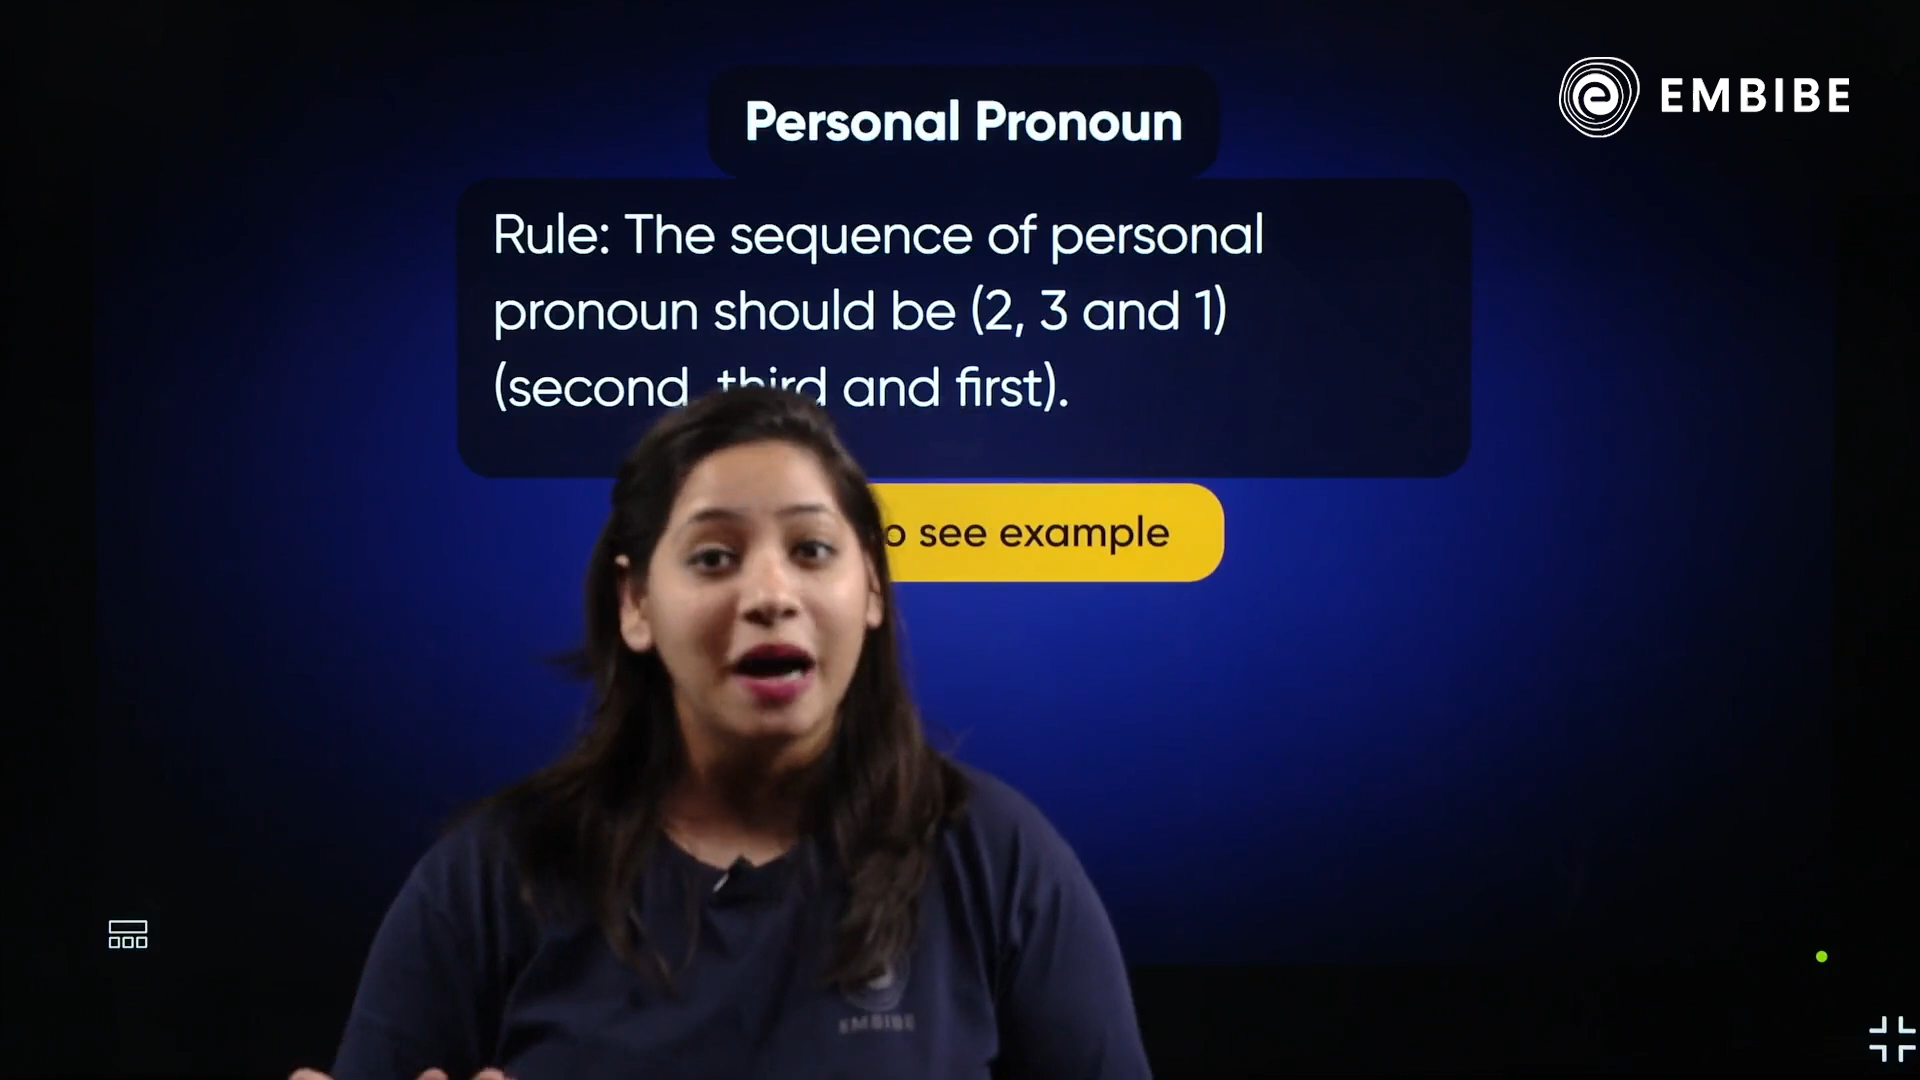 EMBIBE
Personal Pronoun
Rule: The sequence of personal
pronoun should be (2, 3 and 1)
(second, third and first).
see example
EMBIBE